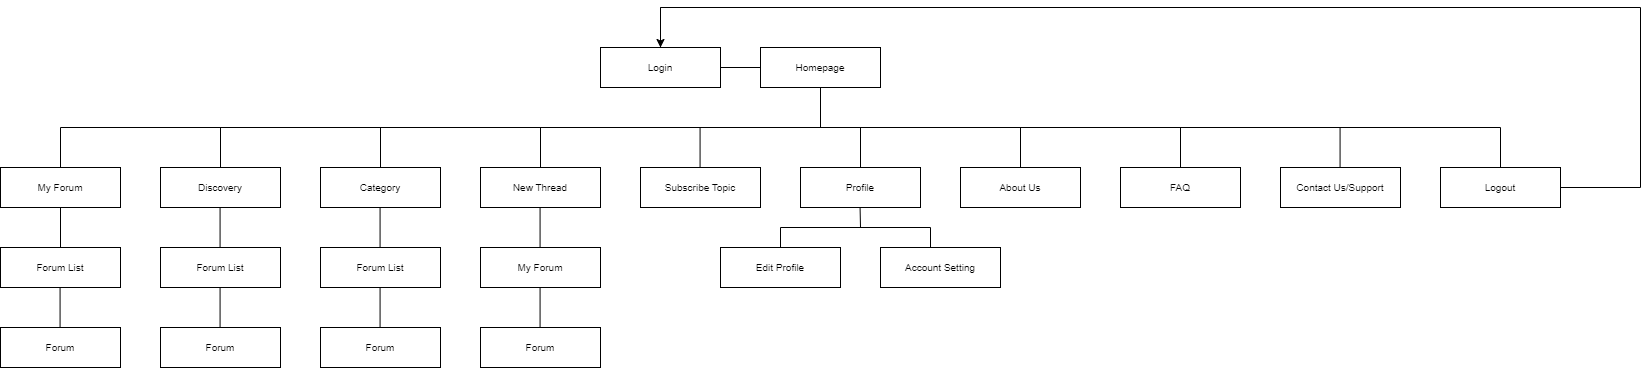 Login
Homepage
My Forum
Discovery
Category
New Thread
Subscribe Topic
Profile
About Us
FAQ
Contact Us/Support
Logout
Forum List
Forum List
Forum List
My Forum
Edit Profile
Account Setting
Forum
Forum
Forum
Forum